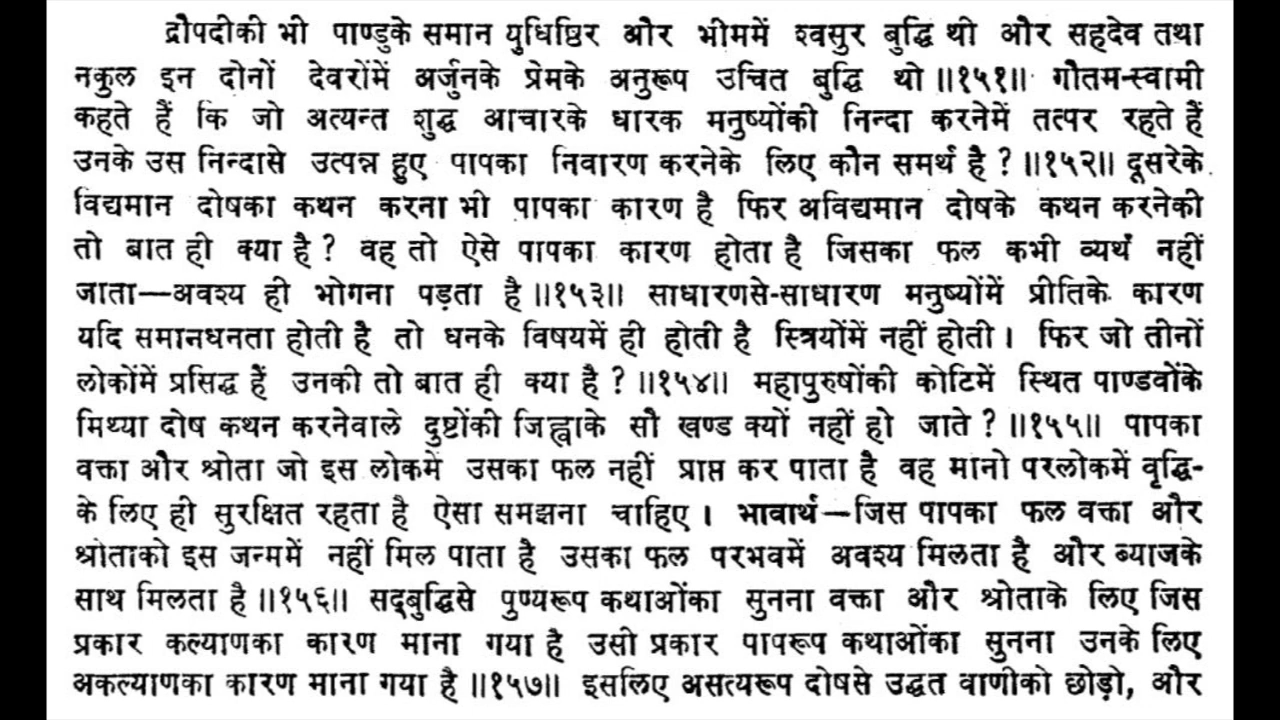 द्रौपदीकी भी पाण्डुके समान युधिष्ठिर और भीममें श्वसुर बुद्धि थी और सहदेव तथा
नकुल इन दोनों देवरोंमें अर्जुनके प्रेमके अनुरूप उचित बुद्धि थो ॥१५१॥ गौतम-स्वामी
कहते हैं कि जो अत्यन्त शुद्ध आचारके धारक मनुष्योंकी निन्दा करनेमें तत्पर रहते हैं
उनके उस निन्दासे उत्पन्न हुए पापका निवारण करनेके लिए कौन समर्थ है ? ॥१५२॥ दूसरेके
विद्यमान दोषका कथन करना भी पापका कारण है फिर अविद्यमान दोषके कथन करनेकी
तो बात ही क्या है ? वह तो ऐसे पापका कारण होता है जिसका फल कभी व्यर्थ नहीं
जाता—अवश्य ही भोगना पड़ता है ॥१५३॥ साधारणसे-साधारण मनुष्योंमें प्रीतिके कारण
यदि समानधनता होती है तो धनके विषयमें ही होती है स्त्रियोंमें नहीं होती । फिर जो तीनों
लोकोंमें प्रसिद्ध हैं उनकी तो बात ही क्या है ? ॥१५४॥ महापुरुषोंकी कोटिमें स्थित पाण्डवोंके
मिथ्या दोष कथन करनेवाले दुष्टोंकी जिह्वाके सौ खण्ड क्यों नहीं हो जाते ? ॥१५५॥ पापका
वक्ता और श्रोता जो इस लोकमें उसका फल नहीं प्राप्त कर पाता है वह मानो परलोकमें वृद्धि-
के लिए ही सुरक्षित रहता है ऐसा समझना चाहिए । भावार्थ—जिस पापका फल वक्ता और
श्रोताको इस जन्ममें नहीं मिल पाता है उसका फल परभवमें अवश्य मिलता है और ब्याजके
साथ मिलता है ॥१५६॥ सद्बुद्धिसे पुण्यरूप कथाओंका सुनना वक्ता और श्रोताके लिए जिस
प्रकार कल्याणका कारण माना गया है उसी प्रकार पापरूप कथाओंका सुनना उनके लिए
अकल्याणका कारण माना गया है ॥१५७॥ इसलिए असत्यरूप दोषसे उद्धत वाणीको छोड़ो, और